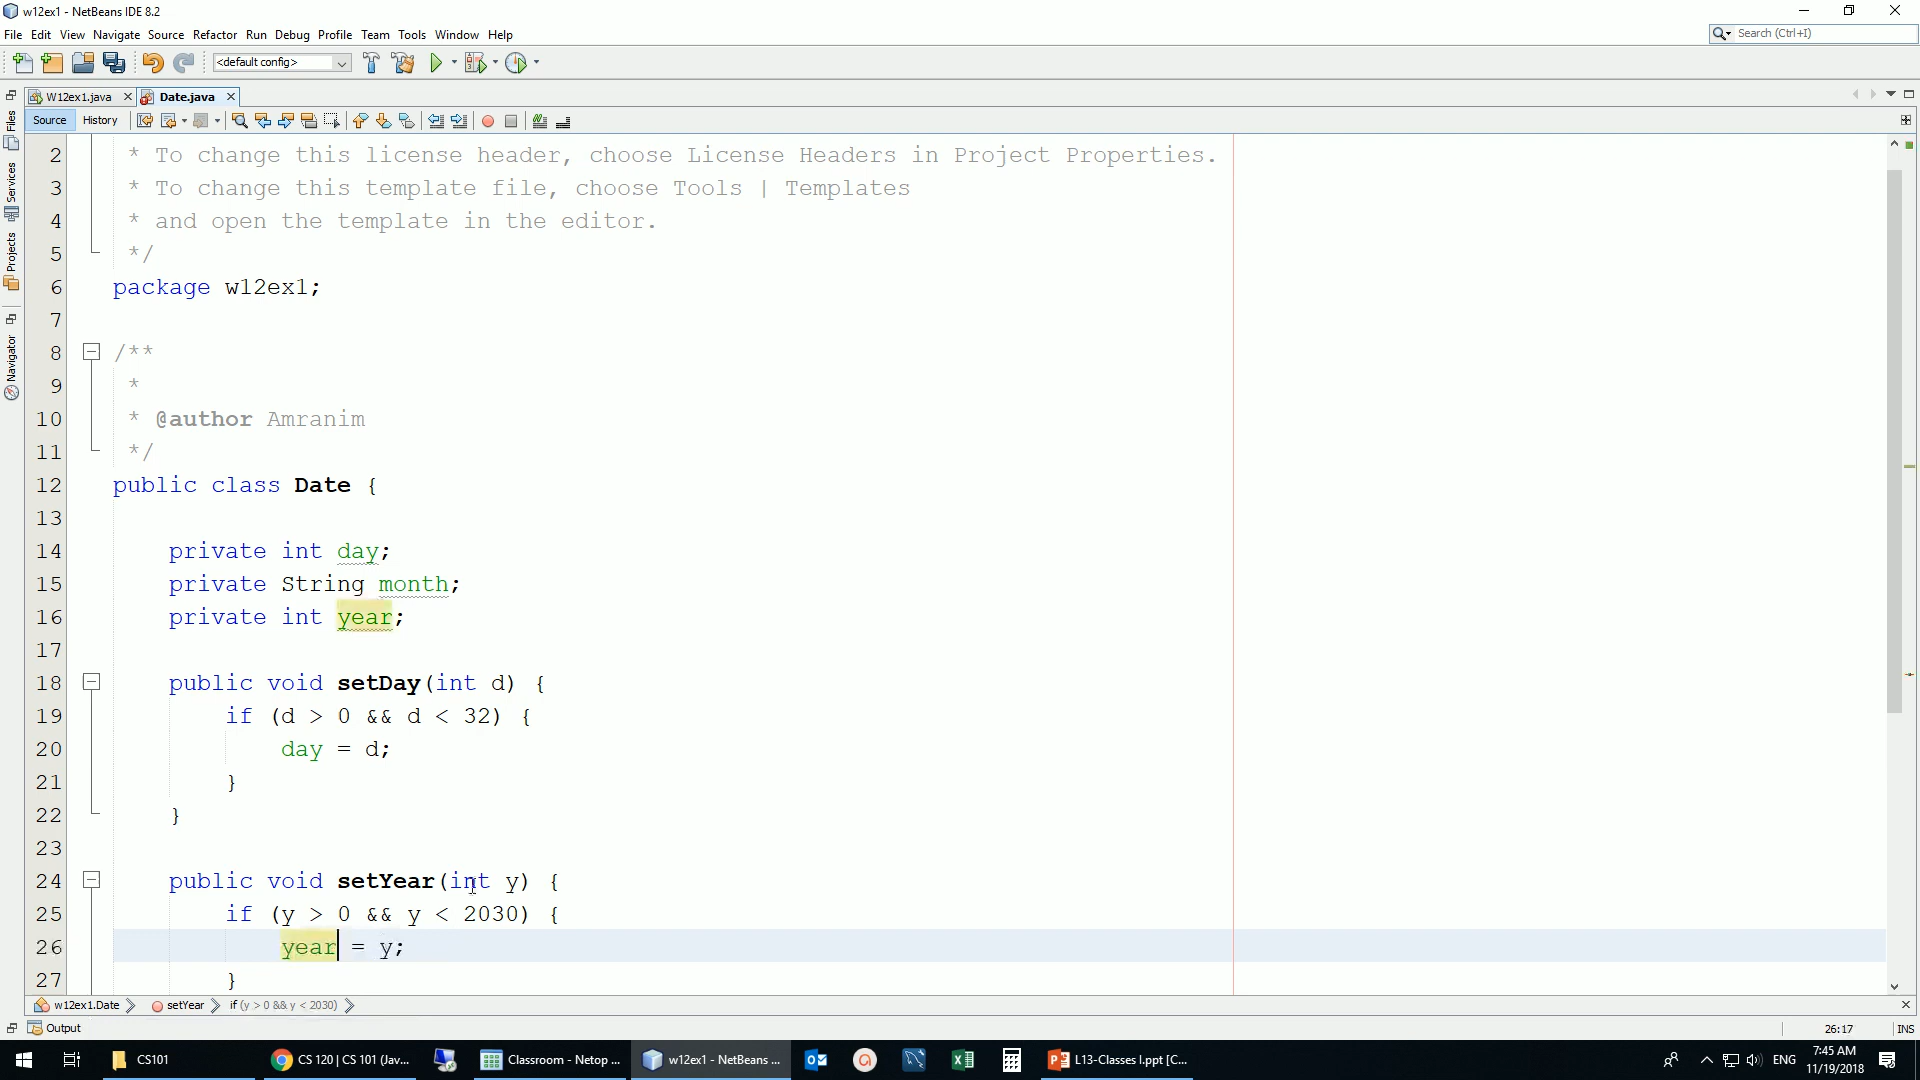 w12ex1 - NetBeans IDE 8.2
File Edit View Navigate Source Refactor Run Debug Profile Team Tools Window Help
Search (Ctrl+I)
<default config>
W12ex1.java
Date.java
Source
History
Files
Services
Projects
Navigator
2 * To change this license header, choose License Headers in Project Properties.
3 * To change this template file, choose Tools | Templates
4 * and open the template in the editor.
5 */
6 package w12ex1;
7
8 /**
9 *
10 * @author Amranim
11 */
12 public class Date {
13
14 private int day;
15 private String month;
16 private int year;
17
18 public void setDay(int d) {
19 if (d > 0 && d < 32) {
20 day = d;
21 }
22 }
23
24 public void setYear(int y) {
25 if (y > 0 && y < 2030) {
26 year = y;
27 }
w12ex1.Date
setYear
if (y > 0 && y < 2030)
Output
26:17
INS
CS101
CS 120 | CS 101 (Jav...
Classroom - Netop ...
w12ex1 - NetBeans ...
L13-Classes I.ppt [C...
ENG
7:45 AM
11/19/2018